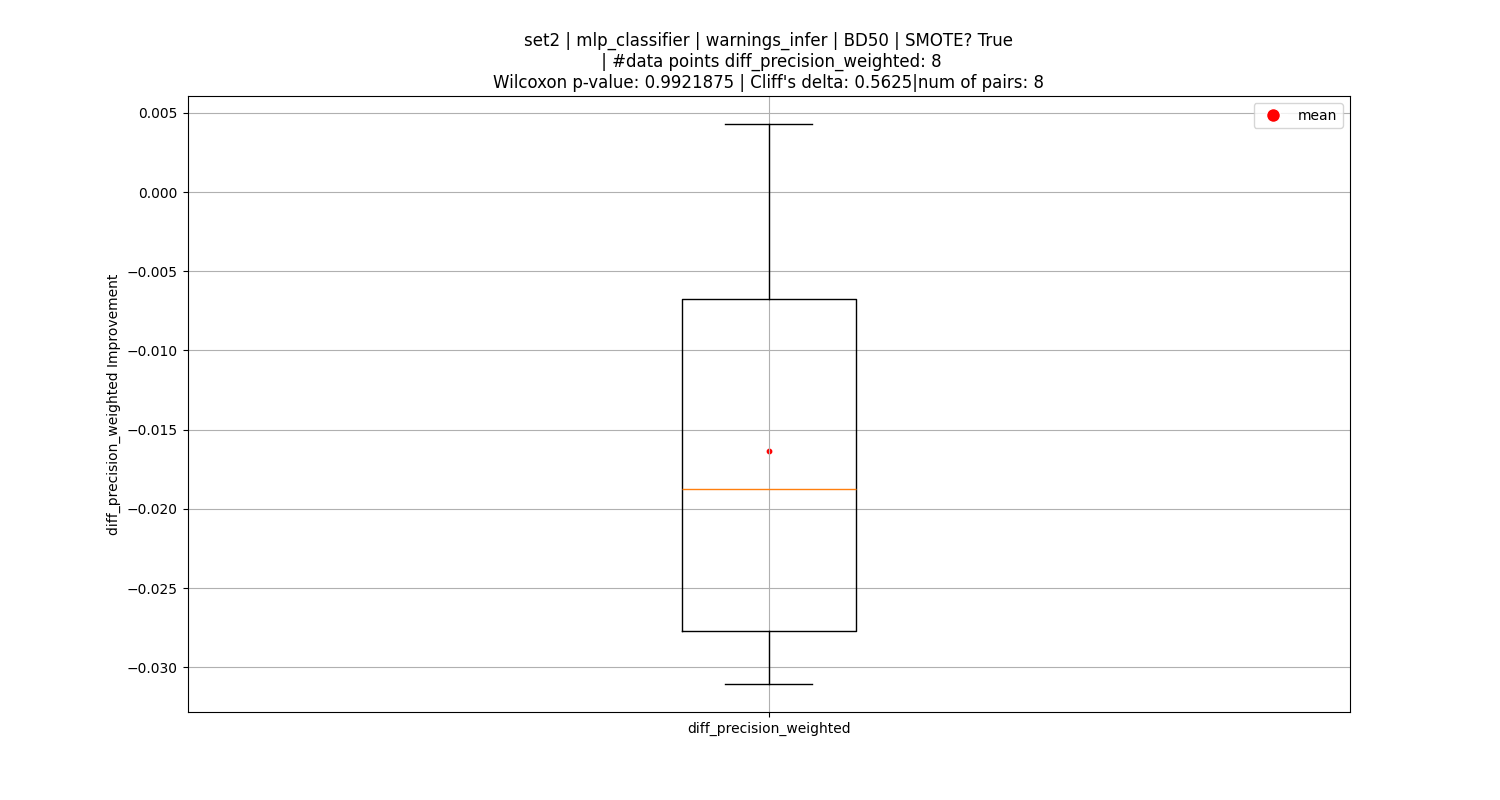 set2 | mlp_classifier | warnings_infer | BD50 | SMOTE? True
| #data points diff_precision_weighted: 8
Wilcoxon p-value: 0.9921875 | Cliff's delta: 0.5625|num of pairs: 8
mean
0.005
0.000
−0.005
−0.010
−0.015
−0.020
−0.025
−0.030
diff_precision_weighted Improvement
diff_precision_weighted